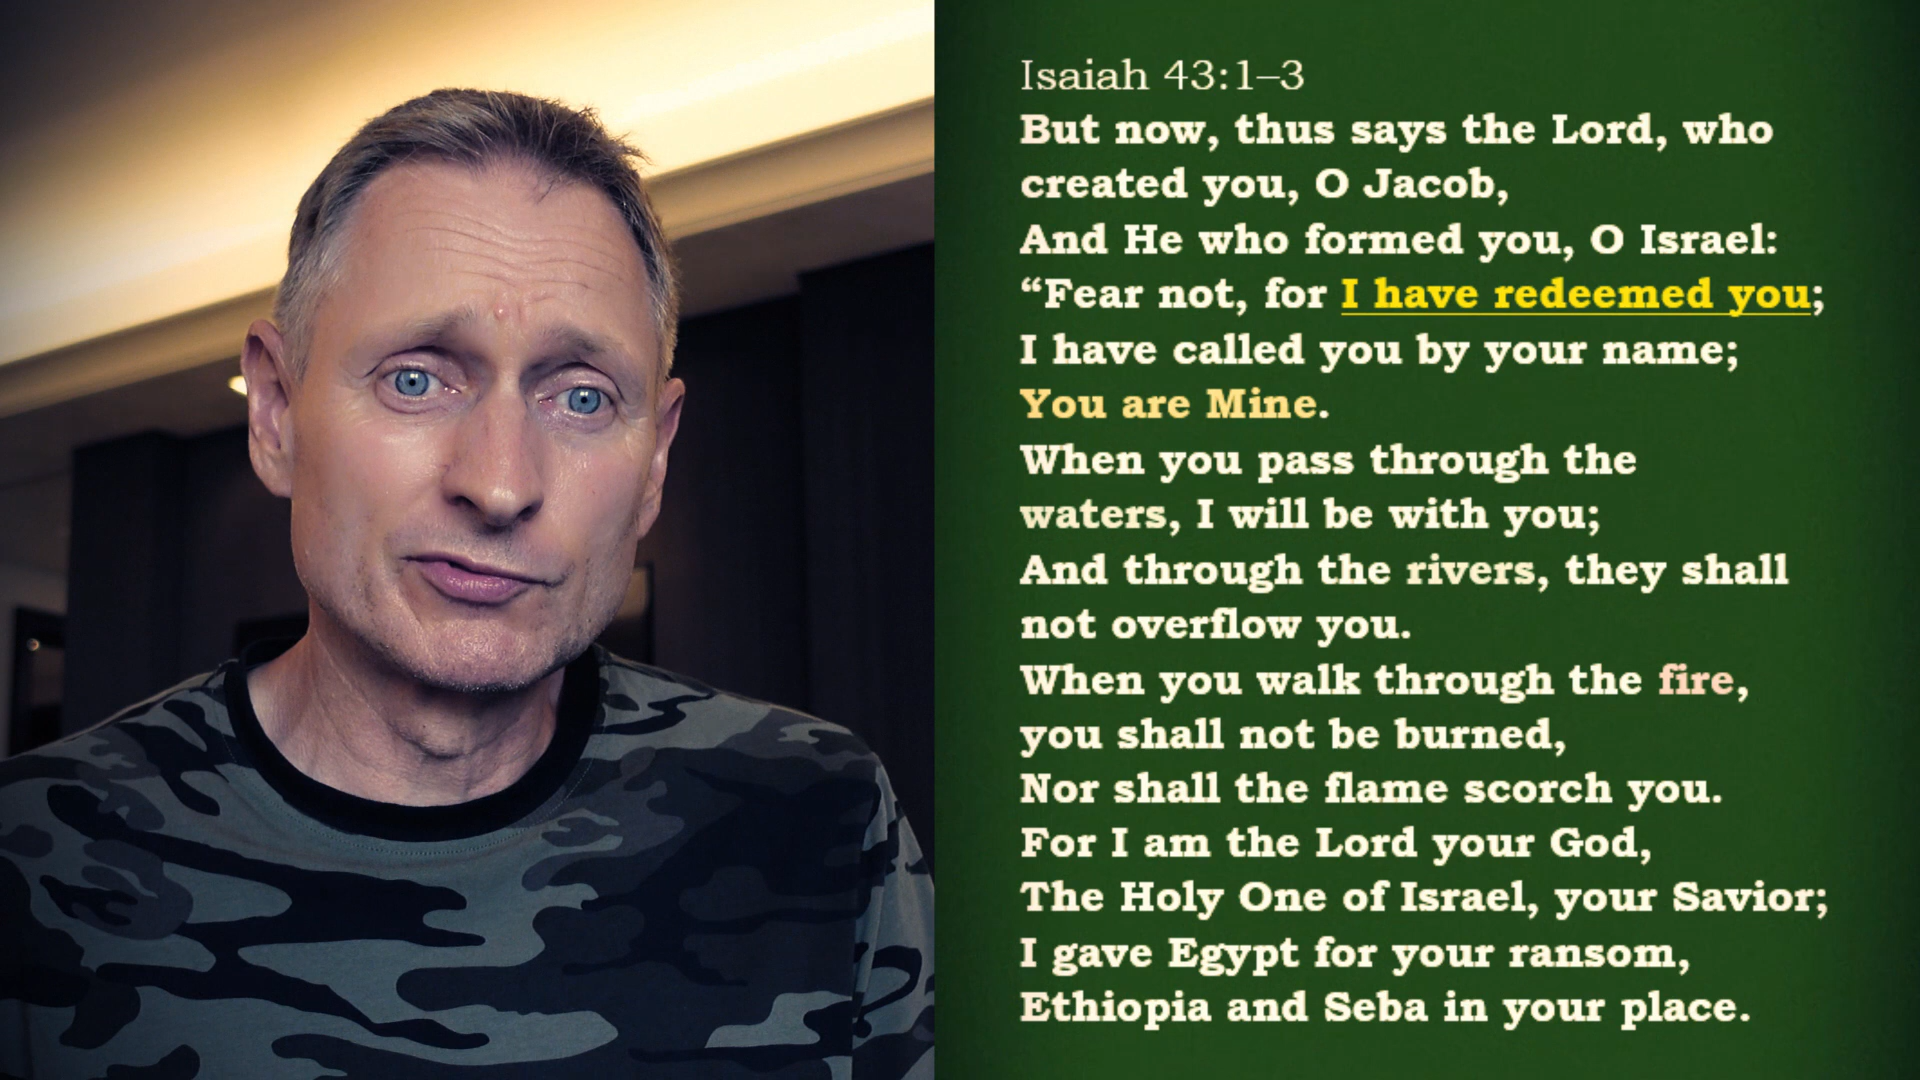 Isaiah 43:1–3
But now, thus says the Lord, who
created you, O Jacob,
And He who formed you, O Israel:
“Fear not, for I have redeemed you;
I have called you by your name;
You are Mine.
When you pass through the
waters, I will be with you;
And through the rivers, they shall
not overflow you.
When you walk through the fire,
you shall not be burned,
Nor shall the flame scorch you.
For I am the Lord your God,
The Holy One of Israel, your Savior;
I gave Egypt for your ransom,
Ethiopia and Seba in your place.